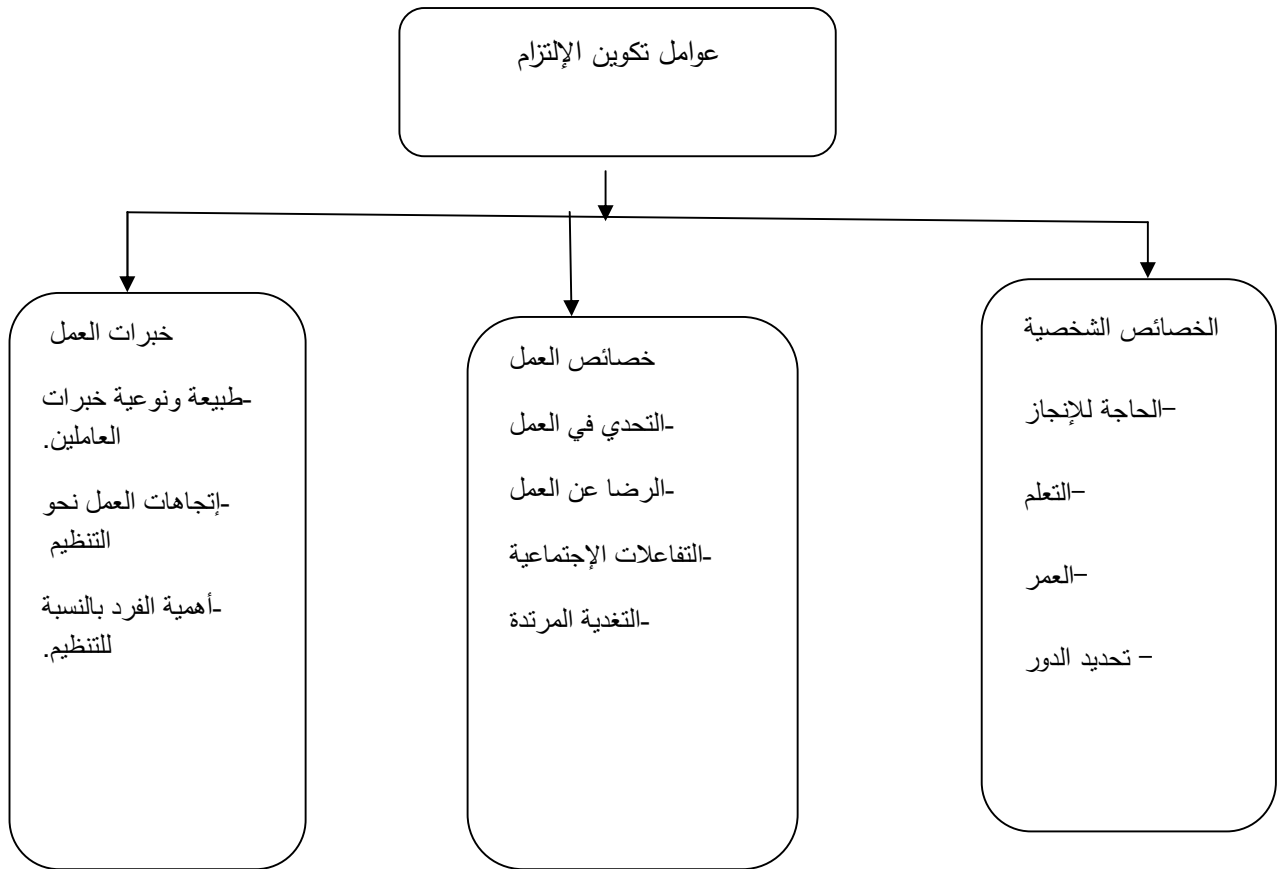 عوامل تكوين الإلتزام
الخصائص الشخصية
–الحاجة للإنجاز
–التعلم
–العمر
– تحديد الدور
خصائص العمل
-التحدي في العمل
-الرضا عن العمل
-التفاعلات الإجتماعية
-التغدية المرتدة
خبرات العمل
-طبيعة ونوعية خبرات
العاملين.
-إتجاهات العمل نحو
التنظيم
-أهمية الفرد بالنسبة
للتنظيم.